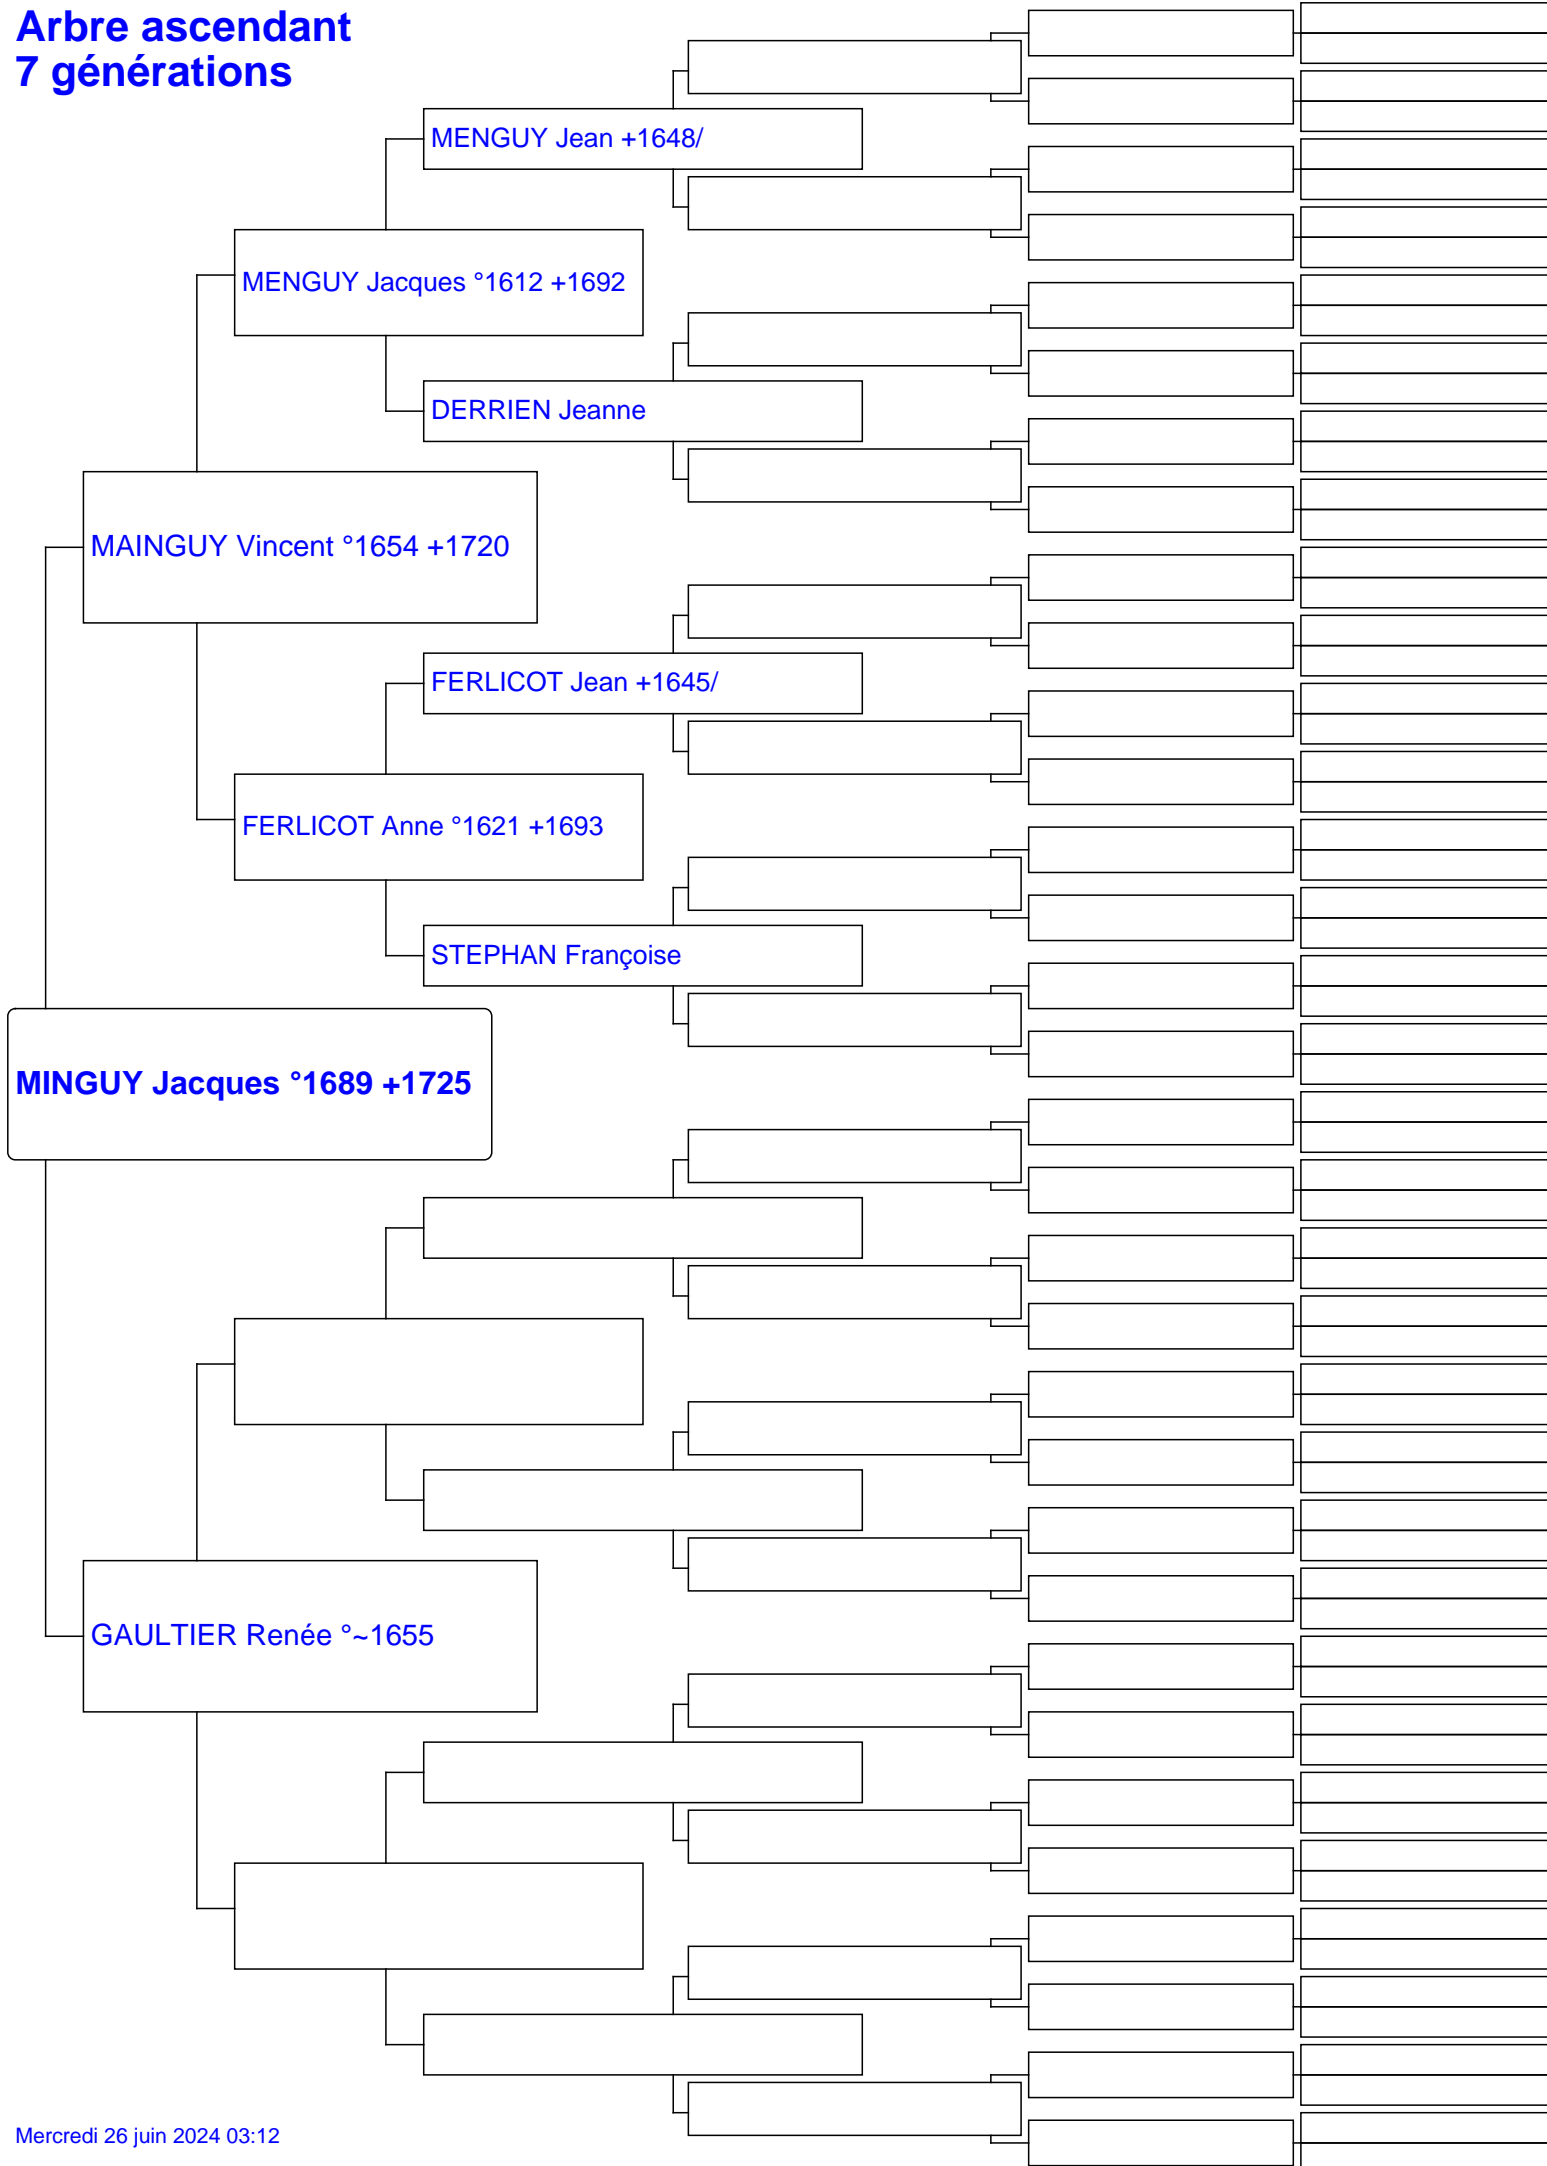 Arbre ascendant
7 générations
MENGUY Jean +1648/
MENGUY Jacques °1612 +1692
DERRIEN Jeanne
MAINGUY Vincent °1654 +1720
FERLICOT Jean +1645/
FERLICOT Anne °1621 +1693
STEPHAN Françoise
MINGUY Jacques °1689 +1725
GAULTIER Renée °~1655
Mercredi 26 juin 2024 03:12